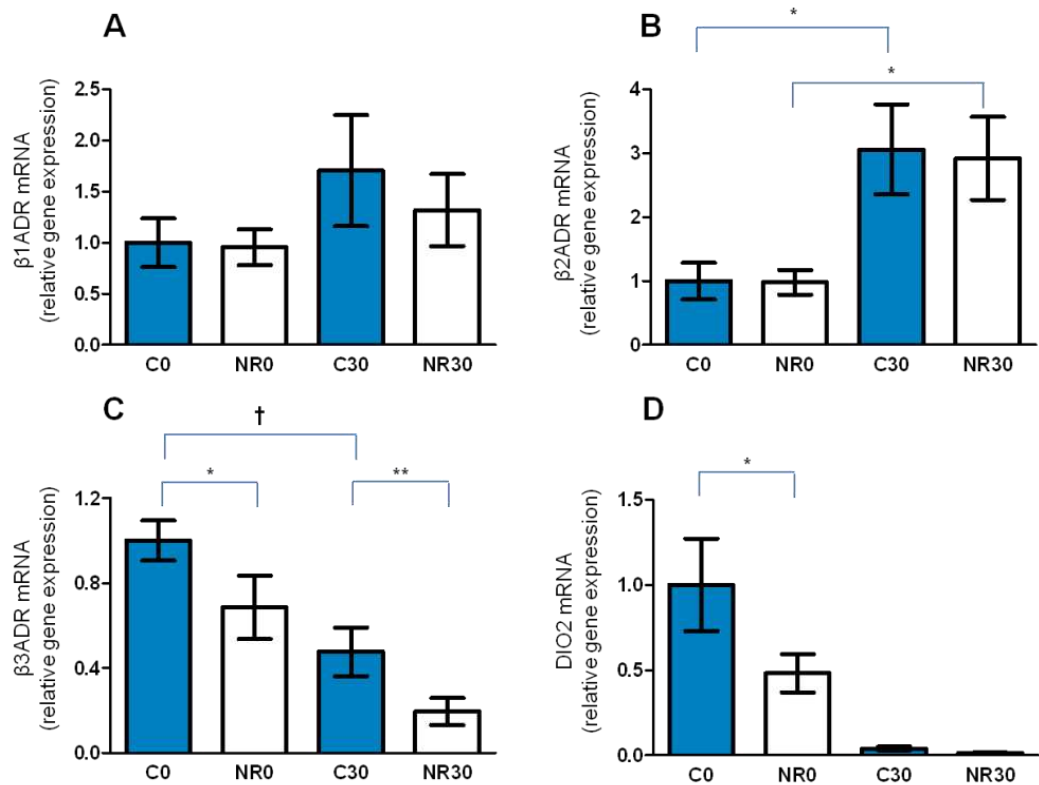 A
β1ADR mRNA
(relative gene expression)
2.5
2.0
1.5
1.0
0.5
0.0
C0 NR0 C30 NR30
B
*
*
β2ADR mRNA
(relative gene expression)
4
3
2
1
0
C0 NR0 C30 NR30
C
†
*
**
β3ADR mRNA
(relative gene expression)
1.2
0.8
0.4
0.0
C0 NR0 C30 NR30
D
*
DIO2 mRNA
(relative gene expression)
1.5
1.0
0.5
0.0
C0 NR0 C30 NR30